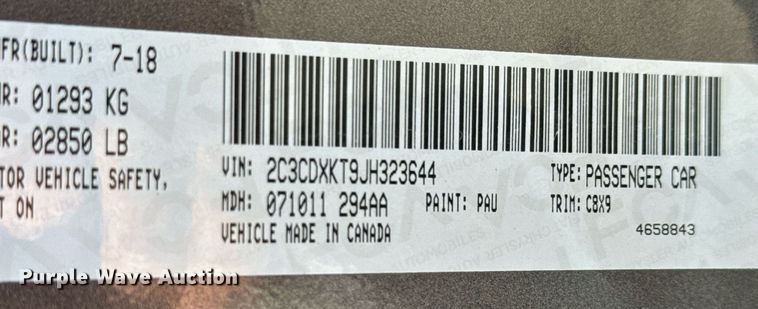 MFR(BUILT): 7-18
R: 01293 KG
R: 02850 LB
TOR VEHICLE SAFETY,
T ON
VIN: 2C3CDXKT9JH323644 TYPE: PASSENGER CAR
MDH: 071011 294AA PAINT: PAU TRIM: C8X9
VEHICLE MADE IN CANADA 4658843
Purple Wave Auction